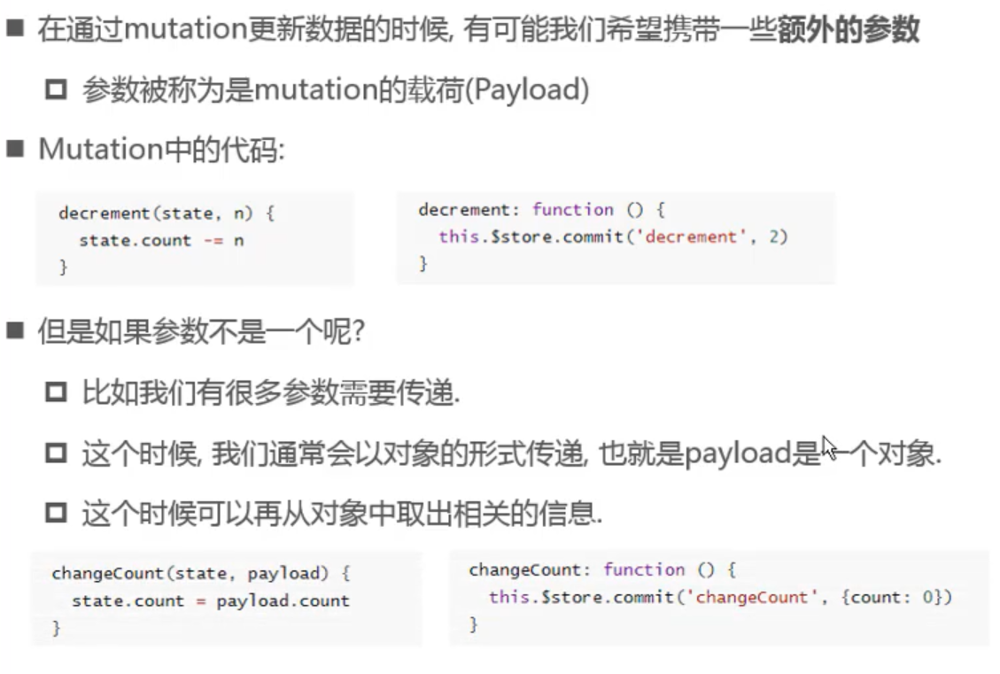 在通过mutation更新数据的时候, 有可能我们希望携带一些额外的参数
参数被称为是mutation的载荷(Payload)
Mutation中的代码:
decrement(state, n) {
state.count -= n
}
decrement: function () {
this.$store.commit('decrement', 2)
}
但是如果参数不是一个呢?
比如我们有很多参数需要传递.
这个时候, 我们通常会以对象的形式传递, 也就是payload是一个对象.
这个时候可以再从对象中取出相关的信息.
changeCount(state, payload) {
state.count = payload.count
}
changeCount: function () {
this.$store.commit('changeCount', {count: 0})
}